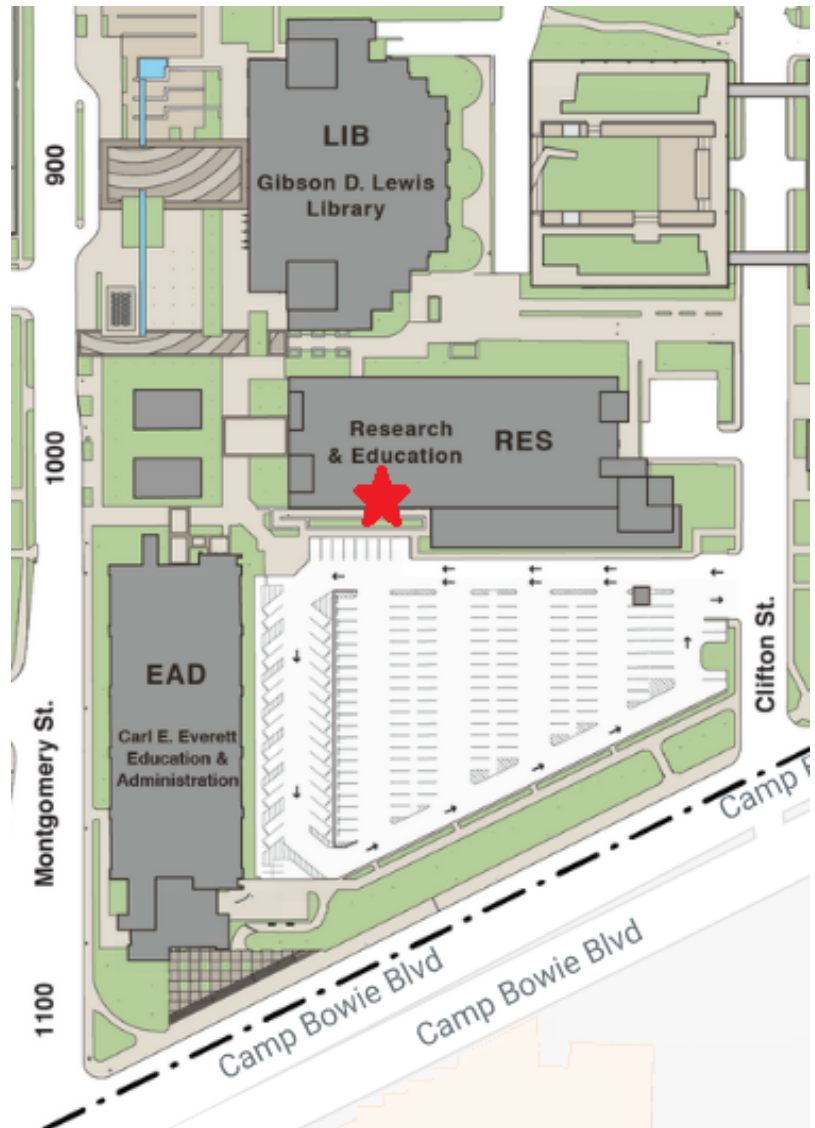 900
LIB
Gibson D. Lewis
Library
1000
Research
& Education
RES
EAD
Carl E. Everett
Education &
Administration
Montgomery St.
Clifton St.
1100
Camp Bowie Blvd
Camp Bowie Blvd
Camp